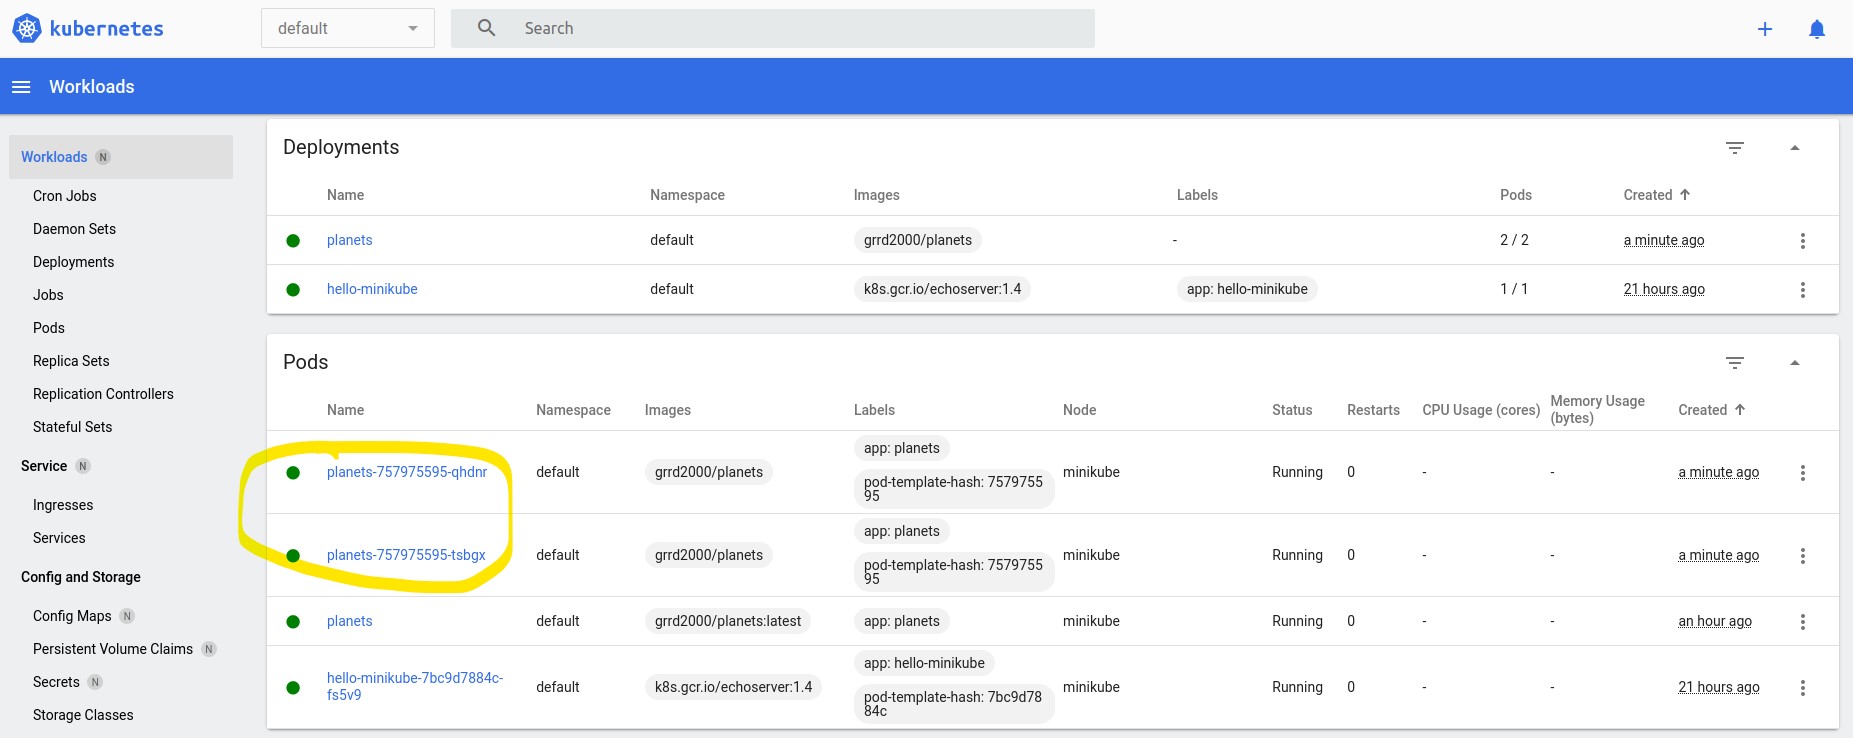 kubernetes
default
Search
Workloads
Workloads N
Cron Jobs
Daemon Sets
Deployments
Jobs
Pods
Replica Sets
Replication Controllers
Stateful Sets
Service N
Ingresses
Services
Config and Storage
Config Maps N
Persistent Volume Claims N
Secrets N
Storage Classes
Deployments
Name Namespace Images Labels Pods Created
planets default grrd2000/planets - 2 / 2 a minute ago
hello-minikube default k8s.gcr.io/echoserver:1.4 app: hello-minikube 1 / 1 21 hours ago
Pods
Name Namespace Images Labels Node Status Restarts CPU Usage (cores) Memory Usage
(bytes) Created
app: planets
planets-757975595-qhdnr default grrd2000/planets minikube Running 0 - - a minute ago
pod-template-hash: 7579755
95
app: planets
planets-757975595-tsbgx default grrd2000/planets minikube Running 0 - - a minute ago
pod-template-hash: 7579755
95
planets default grrd2000/planets:latest app: planets minikube Running 0 - - an hour ago
app: hello-minikube
hello-minikube-7bc9d7884c-
fs5v9 default k8s.gcr.io/echoserver:1.4 minikube Running 0 - - 21 hours ago
pod-template-hash: 7bc9d78
84c